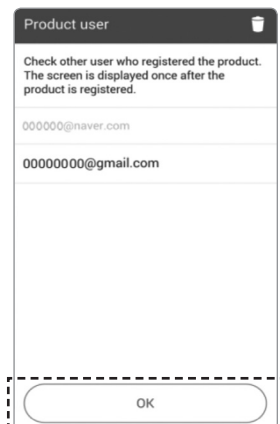 Product user
Check other user who registered the product.
The screen is displayed once after the
product is registered.
000000@naver.com
00000000@gmail.com
OK